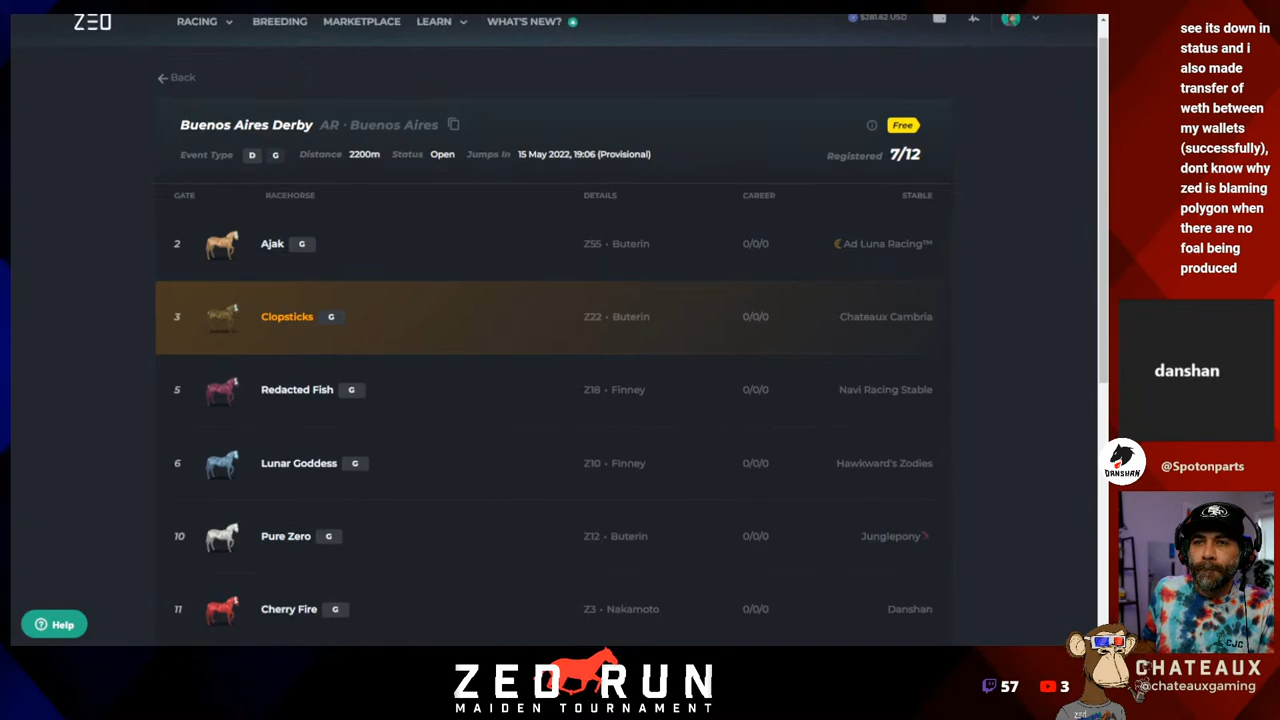 ZED RACING BREEDING MARKETPLACE LEARN WHAT'S NEW? $281.62 USD
Back
Buenos Aires Derby AR · Buenos Aires Free
Event Type D G Distance 2200m Status Open Jumps In 15 May 2022, 19:06 (Provisional) Registered 7/12
GATE RACEHORSE DETAILS CAREER STABLE
2 Ajak G Z55 • Buterin 0/0/0 Ad Luna Racing™
3 Clopsticks G Z22 • Buterin 0/0/0 Chateaux Cambria
5 Redacted Fish G Z18 • Finney 0/0/0 Navi Racing Stable
6 Lunar Goddess G Z10 • Finney 0/0/0 Hawkward's Zodies
10 Pure Zero G Z12 • Buterin 0/0/0 Junglepony
11 Cherry Fire G Z3 • Nakamoto 0/0/0 Danshan
? Help
see its down in
status and i
also made
transfer of
weth between
my wallets
(successfully),
dont know why
zed is blaming
polygon when
there are no
foal being
produced
danshan
DANSHAN
@Spotonparts
CJC
ZED RUN
MAIDEN TOURNAMENT
57 3
CHATEAUX
@chateauxgaming
ZED